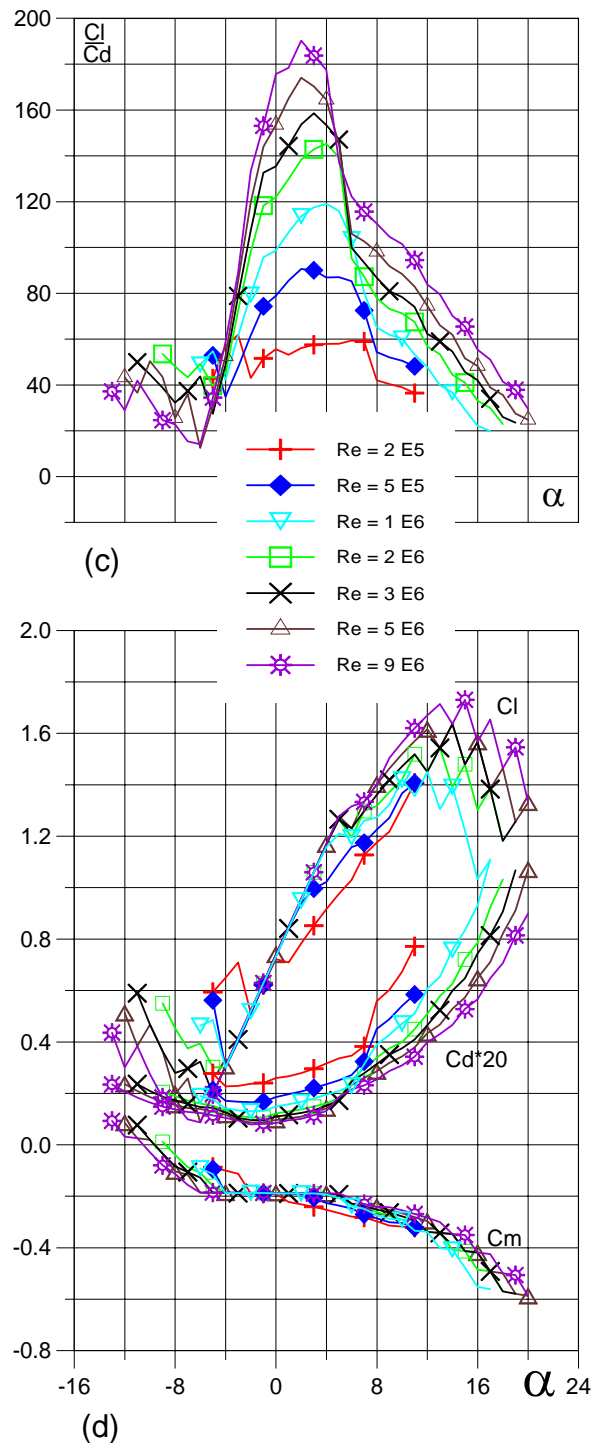 Cl
Cd
200
160
120
80
40
0
α
(c)
Re = 2 E5
Re = 5 E5
Re = 1 E6
Re = 2 E6
Re = 3 E6
Re = 5 E6
Re = 9 E6
2.0
1.6
1.2
0.8
0.4
0.0
-0.4
-0.8
Cl
Cd*20
Cm
-16 -8 0 8 16 24
α
(d)